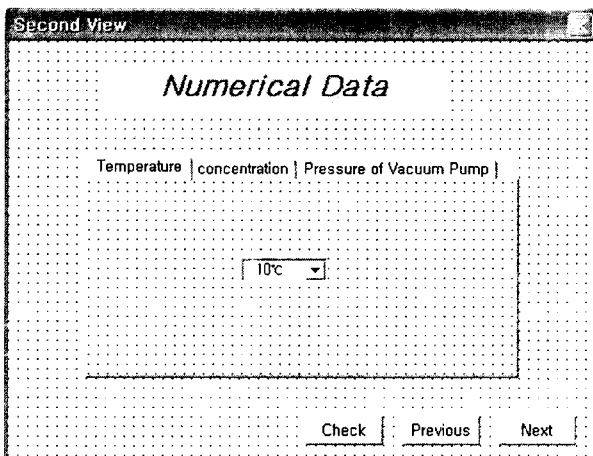 Second View
Numerical Data
Temperature concentration Pressure of Vacuum Pump
10℃
Check Previous Next